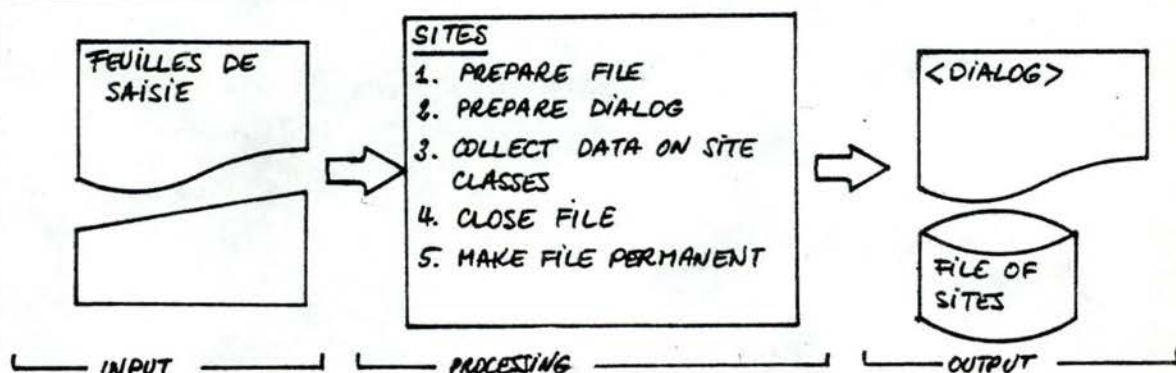 FEUILLES DE
SAISIE
SITES
1. PREPARE FILE
2. PREPARE DIALOG
3. COLLECT DATA ON SITE
CLASSES
4. CLOSE FILE
5. MAKE FILE PERMANENT
<DIALOG>
FILE OF
SITES
INPUT
PROCESSING
OUTPUT